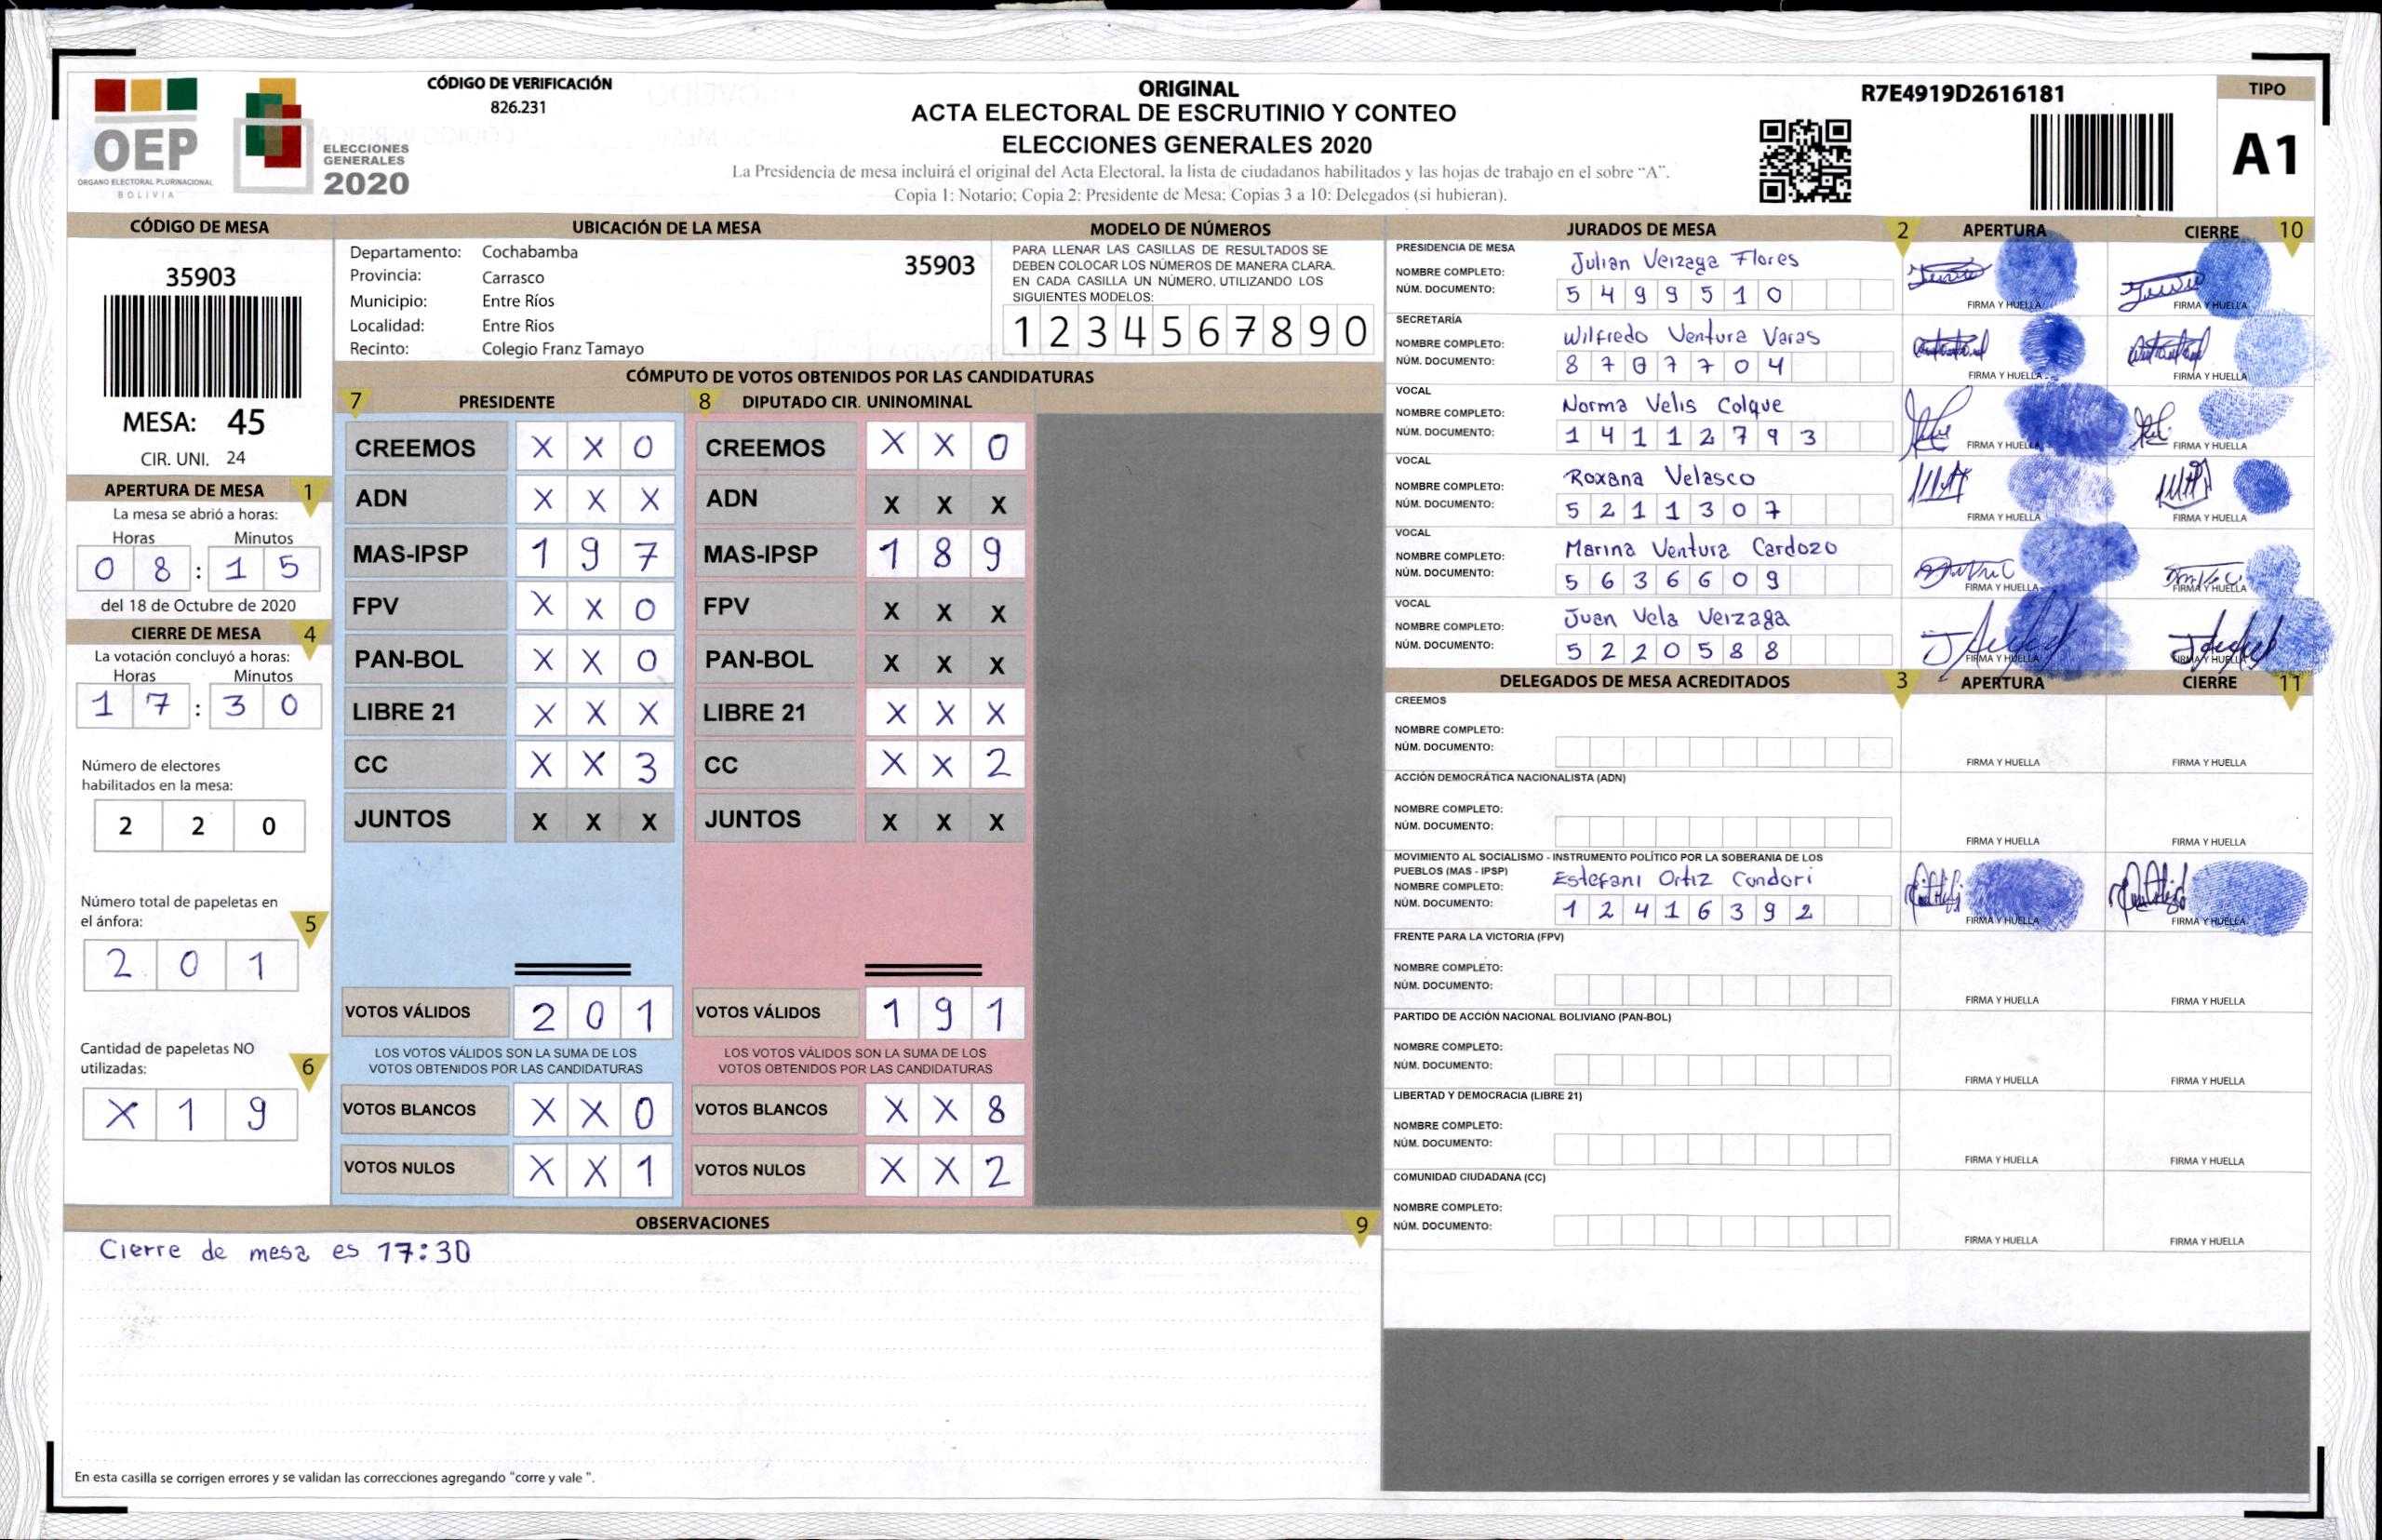 CÓDIGO DE VERIFICACIÓN
826.231
OEP
ORGANO ELECTORAL PLURINACIONAL
BOLIVIA
ELECCIONES
GENERALES
2020
ORIGINAL
ACTA ELECTORAL DE ESCRUTINIO Y CONTEO
ELECCIONES GENERALES 2020
La Presidencia de mesa incluirá el original del Acta Electoral, la lista de ciudadanos habilitados y las hojas de trabajo en el sobre “A”.
Copia 1: Notario; Copia 2: Presidente de Mesa; Copias 3 a 10: Delegados (si hubieran).
R7E4919D2616181
TIPO
A1
CÓDIGO DE MESA
35903
MESA: 45
CIR. UNI. 24
APERTURA DE MESA 1
La mesa se abrió a horas:
Horas Minutos
0 8 : 1 5
del 18 de Octubre de 2020
CIERRE DE MESA 4
La votación concluyó a horas:
Horas Minutos
1 7 : 3 0
Número de electores
habilitados en la mesa:
2 2 0
Número total de papeletas en
el ánfora: 5
2 0 1
Cantidad de papeletas NO
utilizadas: 6
X 1 9
UBICACIÓN DE LA MESA
Departamento: Cochabamba
35903
Provincia: Carrasco
Municipio: Entre Ríos
Localidad: Entre Rios
Recinto: Colegio Franz Tamayo
MODELO DE NÚMEROS
PARA LLENAR LAS CASILLAS DE RESULTADOS SE
DEBEN COLOCAR LOS NÚMEROS DE MANERA CLARA.
EN CADA CASILLA UN NÚMERO, UTILIZANDO LOS
SIGUIENTES MODELOS:
1 2 3 4 5 6 7 8 9 0
CÓMPUTO DE VOTOS OBTENIDOS POR LAS CANDIDATURAS
7 PRESIDENTE
CREEMOS X X 0
ADN X X X
MAS-IPSP 1 9 7
FPV X X 0
PAN-BOL X X 0
LIBRE 21 X X X
CC X X 3
JUNTOS X X X
VOTOS VÁLIDOS 2 0 1
LOS VOTOS VÁLIDOS SON LA SUMA DE LOS
VOTOS OBTENIDOS POR LAS CANDIDATURAS
VOTOS BLANCOS X X 0
VOTOS NULOS X X 1
8 DIPUTADO CIR. UNINOMINAL
CREEMOS X X 0
ADN X X X
MAS-IPSP 1 8 9
FPV X X X
PAN-BOL X X X
LIBRE 21 X X X
CC X X 2
JUNTOS X X X
VOTOS VÁLIDOS 1 9 1
LOS VOTOS VÁLIDOS SON LA SUMA DE LOS
VOTOS OBTENIDOS POR LAS CANDIDATURAS
VOTOS BLANCOS X X 8
VOTOS NULOS X X 2
OBSERVACIONES 9
Cierre de mesa es 17:30
En esta casilla se corrigen errores y se validan las correcciones agregando “corre y vale ”.
JURADOS DE MESA 2 APERTURA CIERRE 10
PRESIDENCIA DE MESA
NOMBRE COMPLETO: Julian Veizaga Flores
NÚM. DOCUMENTO: 5 4 9 9 5 1 0
FIRMA Y HUELLA FIRMA Y HUELLA
SECRETARÍA
NOMBRE COMPLETO: Wilfredo Ventura Varas
NÚM. DOCUMENTO: 8 7 0 7 7 0 4
FIRMA Y HUELLA FIRMA Y HUELLA
VOCAL
NOMBRE COMPLETO: Norma Velis Colque
NÚM. DOCUMENTO: 1 4 1 1 2 7 9 3
FIRMA Y HUELLA FIRMA Y HUELLA
VOCAL
NOMBRE COMPLETO: Roxana Velasco
NÚM. DOCUMENTO: 5 2 1 1 3 0 7
FIRMA Y HUELLA FIRMA Y HUELLA
VOCAL
NOMBRE COMPLETO: Marina Ventura Cardozo
NÚM. DOCUMENTO: 5 6 3 6 6 0 9
FIRMA Y HUELLA FIRMA Y HUELLA
VOCAL
NOMBRE COMPLETO: Juan Vela Veizaga
NÚM. DOCUMENTO: 5 2 2 0 5 8 8
FIRMA Y HUELLA FIRMA Y HUELLA
DELEGADOS DE MESA ACREDITADOS 3 APERTURA CIERRE 11
CREEMOS
NOMBRE COMPLETO:
NÚM. DOCUMENTO:
FIRMA Y HUELLA FIRMA Y HUELLA
ACCIÓN DEMOCRÁTICA NACIONALISTA (ADN)
NOMBRE COMPLETO:
NÚM. DOCUMENTO:
FIRMA Y HUELLA FIRMA Y HUELLA
MOVIMIENTO AL SOCIALISMO - INSTRUMENTO POLÍTICO POR LA SOBERANIA DE LOS
PUEBLOS (MAS - IPSP)
NOMBRE COMPLETO: Estefani Ortiz Condori
NÚM. DOCUMENTO: 1 2 4 1 6 3 9 2
FIRMA Y HUELLA FIRMA Y HUELLA
FRENTE PARA LA VICTORIA (FPV)
NOMBRE COMPLETO:
NÚM. DOCUMENTO:
FIRMA Y HUELLA FIRMA Y HUELLA
PARTIDO DE ACCIÓN NACIONAL BOLIVIANO (PAN-BOL)
NOMBRE COMPLETO:
NÚM. DOCUMENTO:
FIRMA Y HUELLA FIRMA Y HUELLA
LIBERTAD Y DEMOCRACIA (LIBRE 21)
NOMBRE COMPLETO:
NÚM. DOCUMENTO:
FIRMA Y HUELLA FIRMA Y HUELLA
COMUNIDAD CIUDADANA (CC)
NOMBRE COMPLETO:
NÚM. DOCUMENTO:
FIRMA Y HUELLA FIRMA Y HUELLA